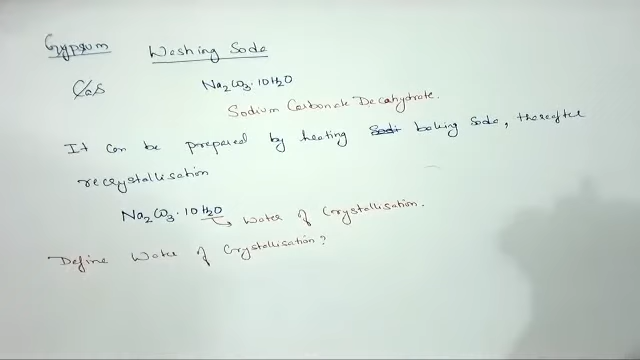 Gypsum Washing Soda
CaS
Na2CO3·10H2O
Sodium Carbonate Decahydrate.
It can be prepared by heating baking Soda, thereafter
recrystallisation
Na2CO3·10H2O
→ Water of Crystallisation.
Define Water of Crystallisation?